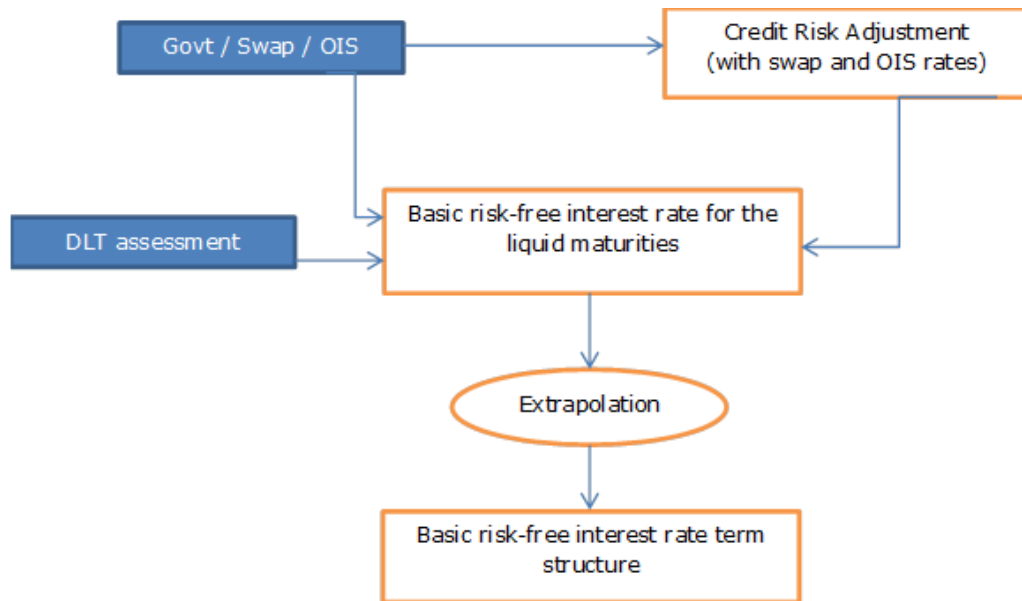 Govt / Swap / OIS
Credit Risk Adjustment
(with swap and OIS rates)
Basic risk-free interest rate for the
liquid maturities
DLT assessment
Extrapolation
Basic risk-free interest rate term
structure